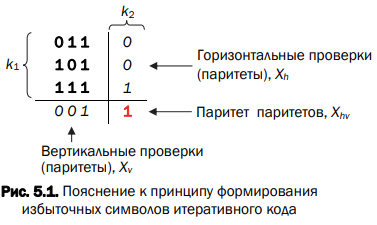 k2
k1
0 1 1 0
1 0 1 0
1 1 1 1
0 0 1 1
Горизонтальные проверки
(паритеты), Xh
Паритет паритетов, Xhv
Вертикальные проверки
(паритеты), Xv
Рис. 5.1. Пояснение к принципу формирования
избыточных символов итеративного кода